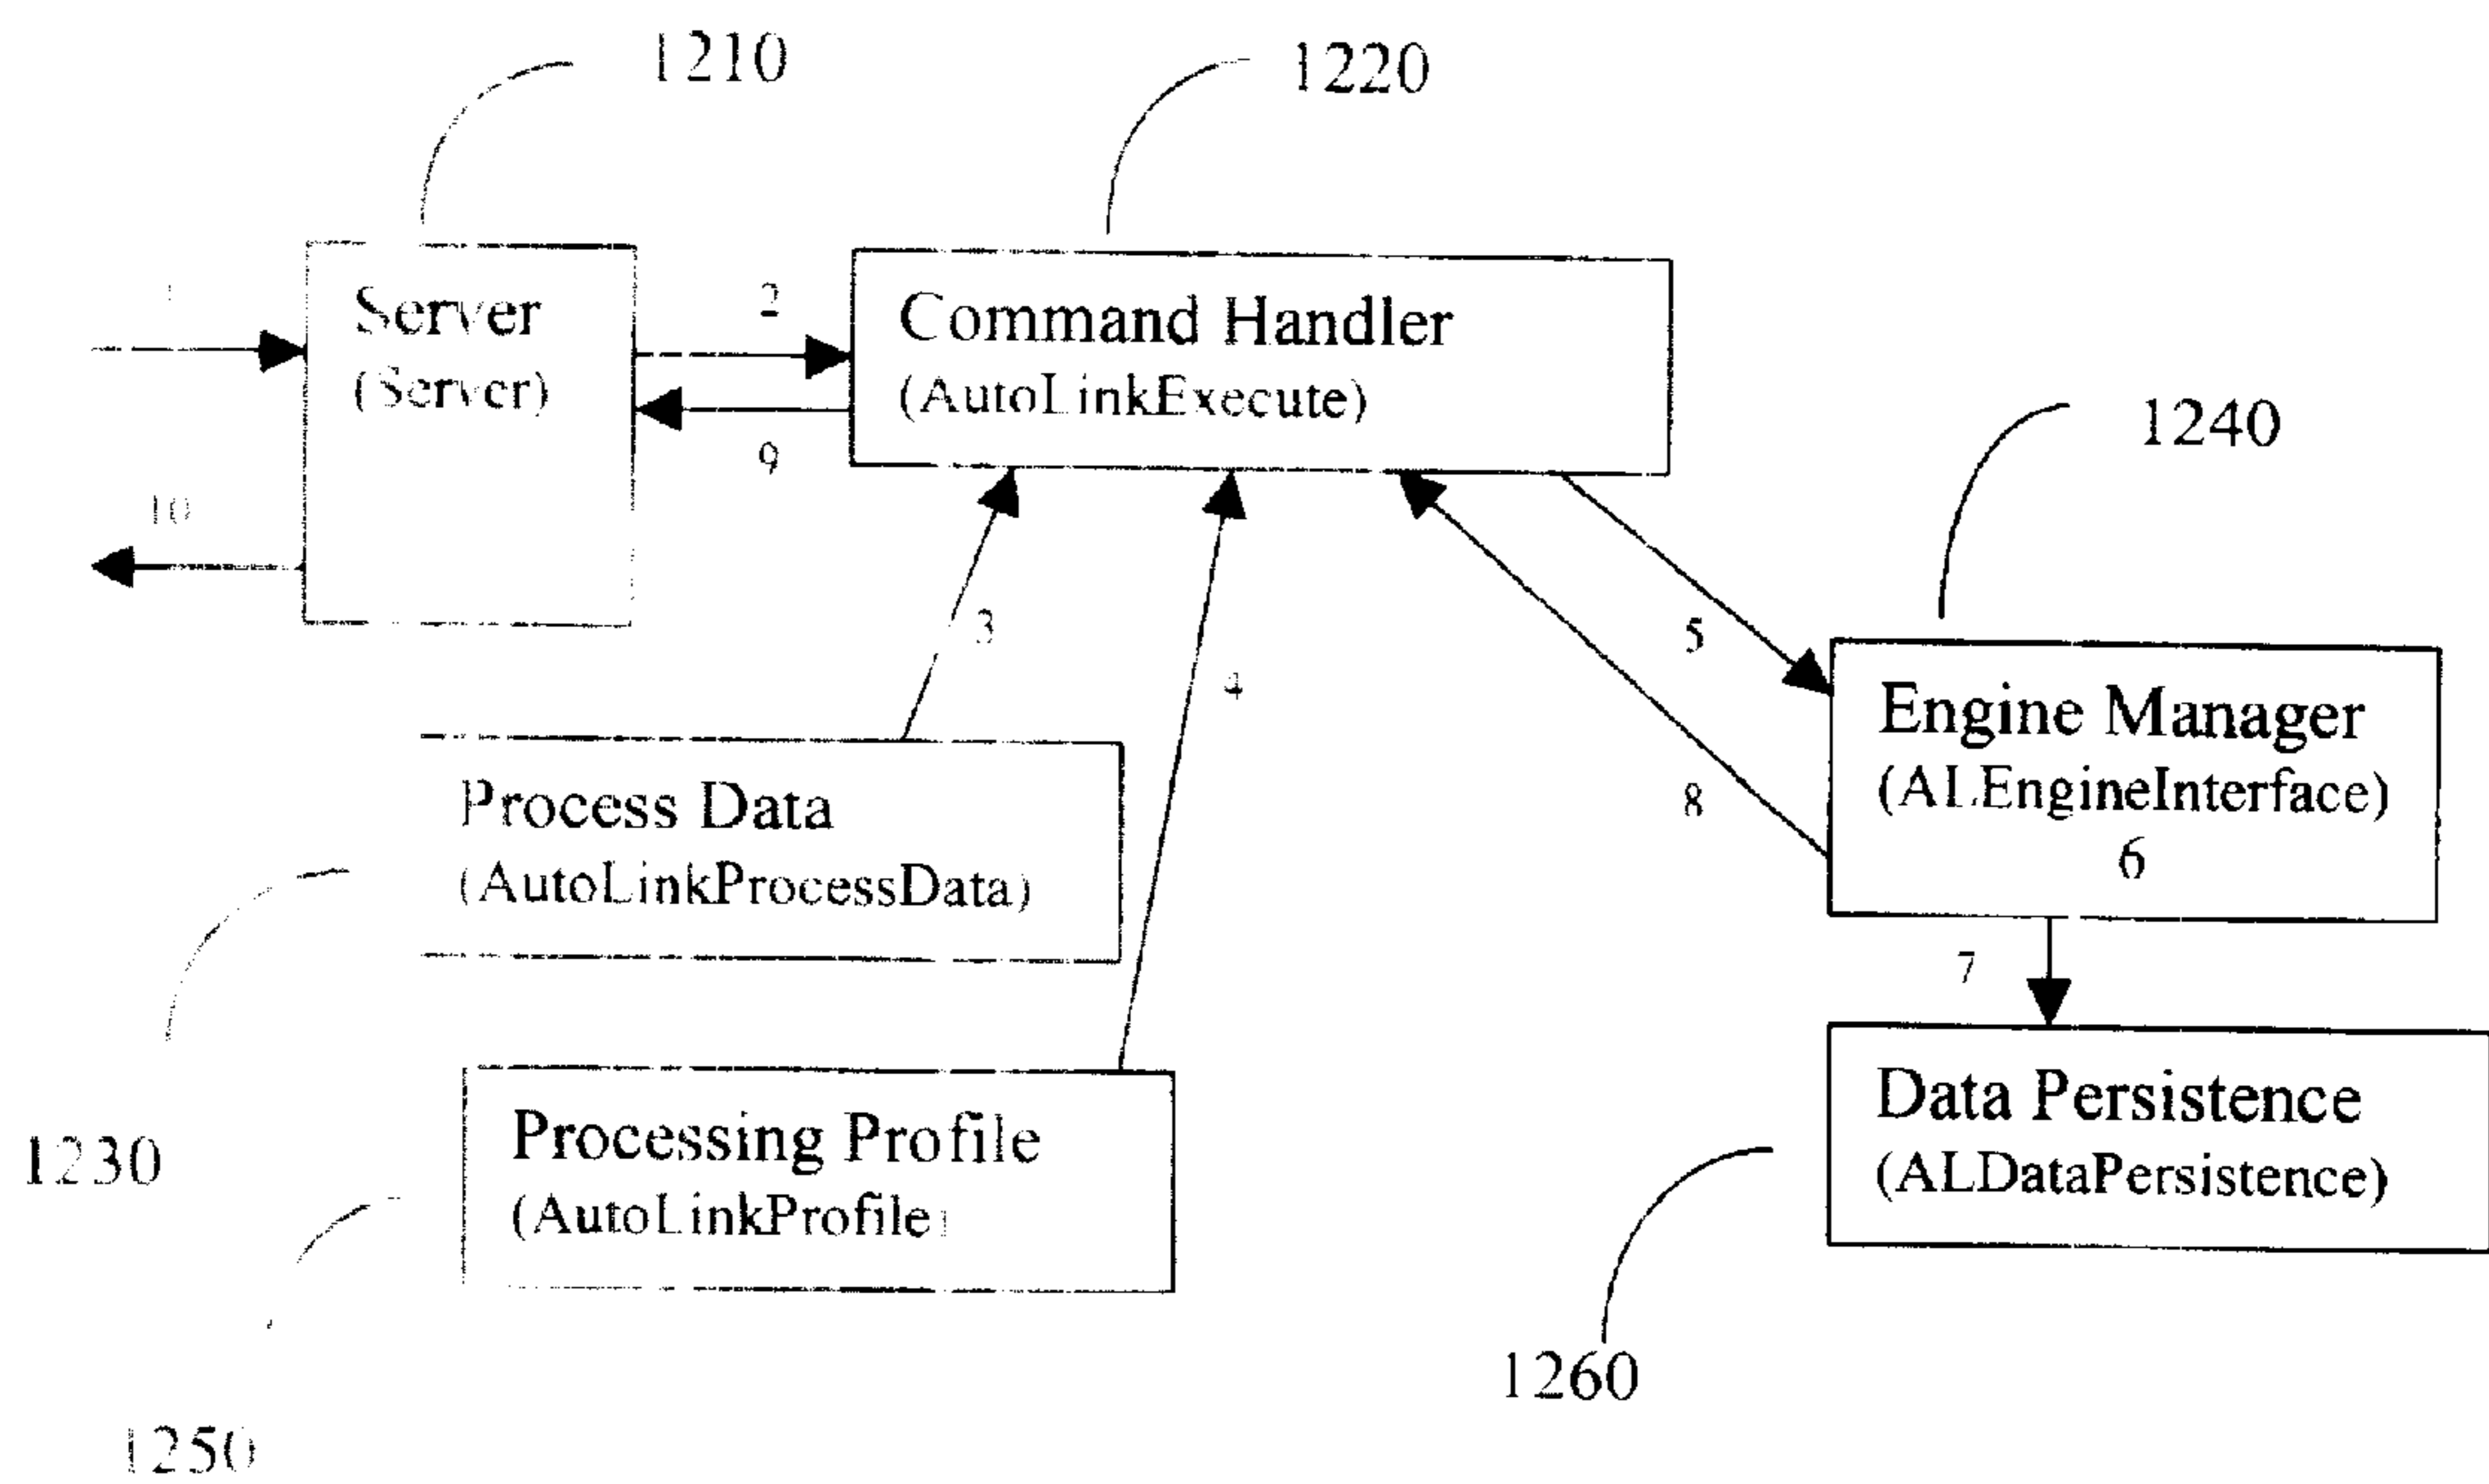 1210
1220
1
Server
(Server)
2
9
10
Command Handler
(AutoLinkExecute)
1240
3
4
5
8
Engine Manager
(ALEngineInterface)
6
7
Process Data
(AutoLinkProcessData)
1230
Processing Profile
(AutoLinkProfile)
1250
Data Persistence
(ALDataPersistence)
1260